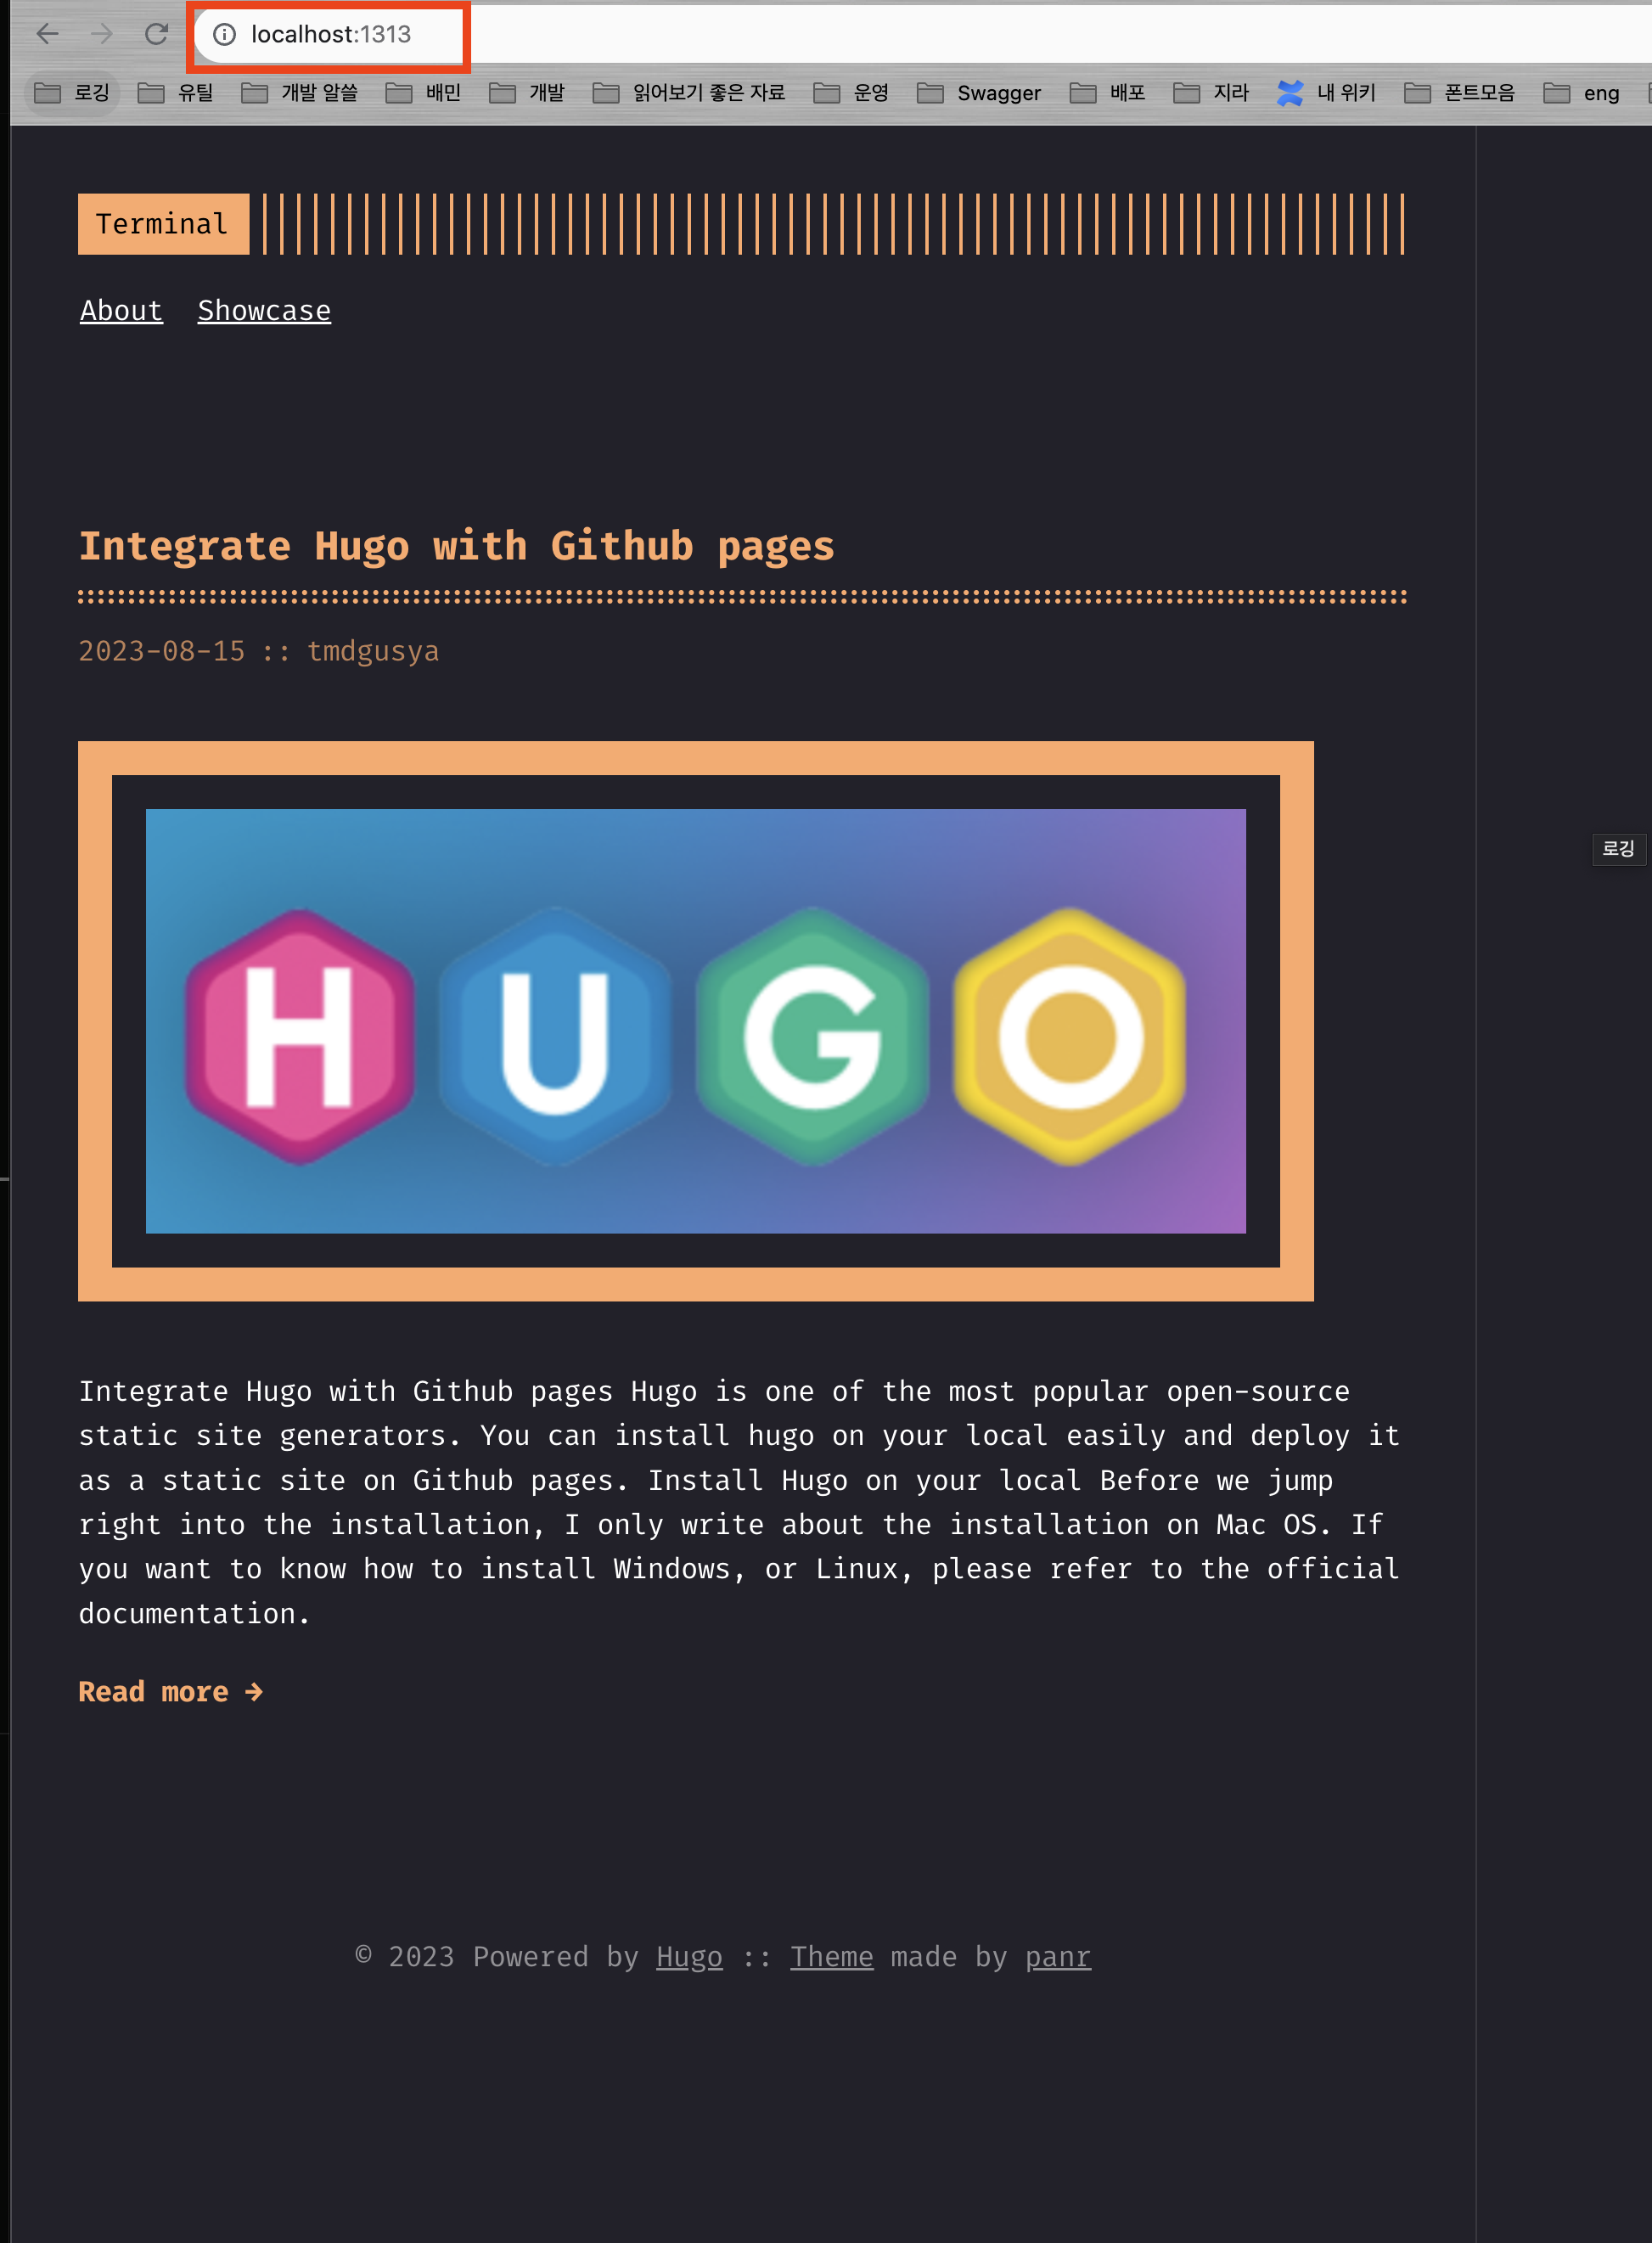 localhost:1313
로깅 유틸 개발 알쓸 배민 개발 읽어보기 좋은 자료 운영 Swagger 배포 지라 내 위키 폰트모음 eng
Terminal
About Showcase
Integrate Hugo with Github pages
2023-08-15 :: tmdgusya
로깅
HUGO
Integrate Hugo with Github pages Hugo is one of the most popular open-source
static site generators. You can install hugo on your local easily and deploy it
as a static site on Github pages. Install Hugo on your local Before we jump
right into the installation, I only write about the installation on Mac OS. If
you want to know how to install Windows, or Linux, please refer to the official
documentation.
Read more →
© 2023 Powered by Hugo :: Theme made by panr